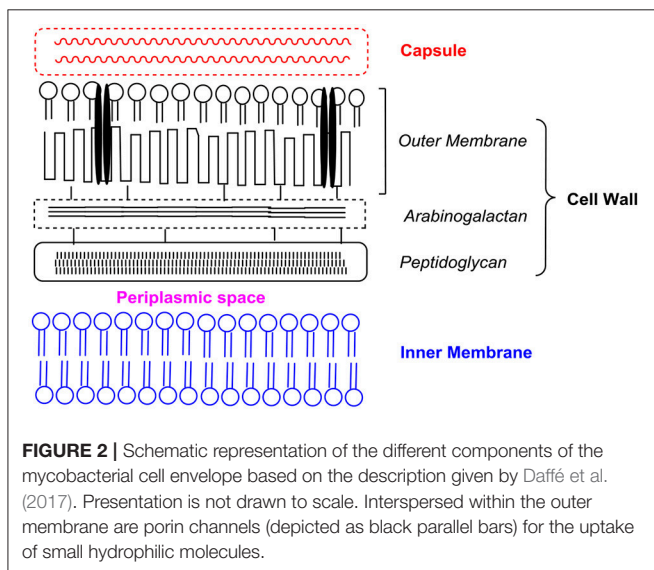 Capsule
Outer Membrane
Cell Wall
Arabinogalactan
Peptidoglycan
Periplasmic space
Inner Membrane
FIGURE 2 | Schematic representation of the different components of the
mycobacterial cell envelope based on the description given by Daffé et al.
(2017). Presentation is not drawn to scale. Interspersed within the outer
membrane are porin channels (depicted as black parallel bars) for the uptake
of small hydrophilic molecules.